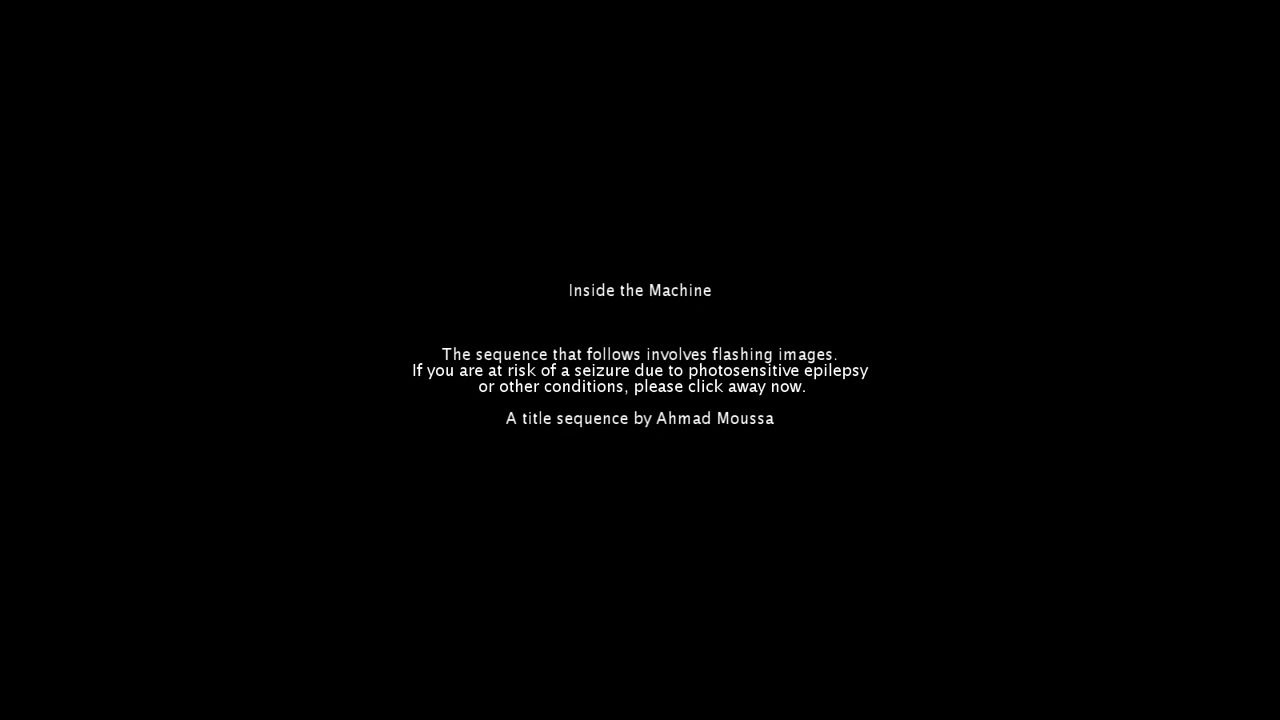 Inside the Machine
The sequence that follows involves flashing images.
If you are at risk of a seizure due to photosensitive epilepsy
or other conditions, please click away now.
A title sequence by Ahmad Moussa